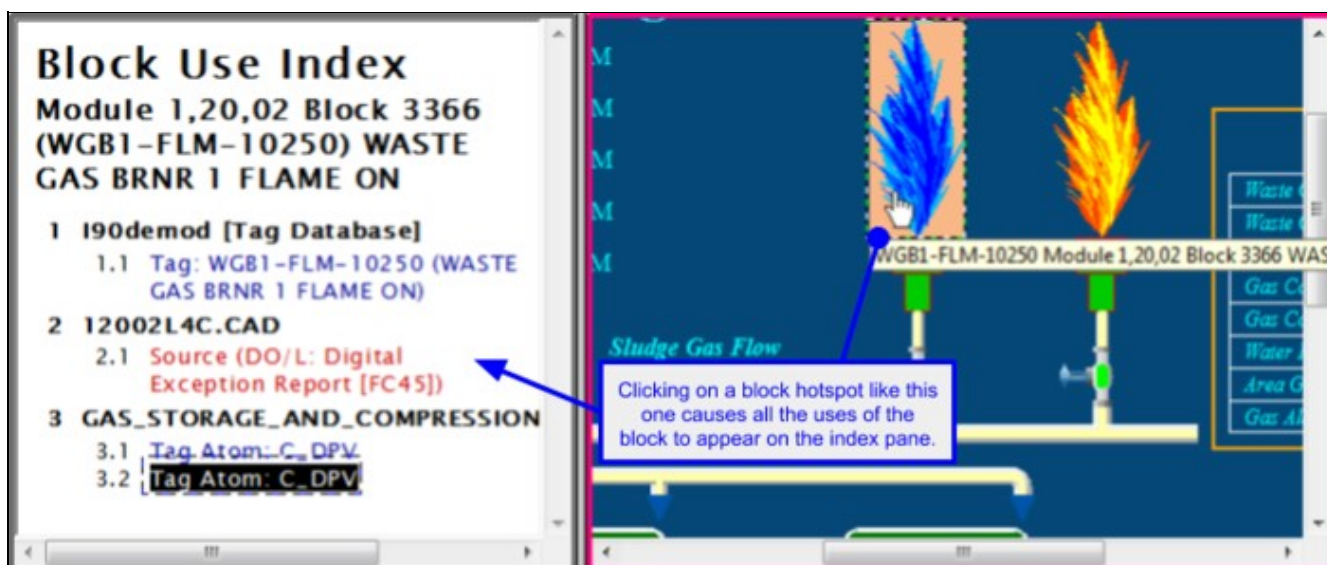 Block Use Index
Module 1,20,02 Block 3366
(WGB1-FLM-10250) WASTE
GAS BRNR 1 FLAME ON
1 I90demod [Tag Database]
1.1 Tag: WGB1-FLM-10250 (WASTE
GAS BRNR 1 FLAME ON)
2 12002L4C.CAD
2.1 Source (DO/L: Digital
Exception Report [FC45])
3 GAS_STORAGE_AND_COMPRESSION
3.1 Tag Atom: C_DPV
3.2 Tag Atom: C_DPV
M
M
M
M
M
WGB1-FLM-10250 Module 1,20,02 Block 3366 WAS
Sludge Gas Flow
Clicking on a block hotspot like this
one causes all the uses of the
block to appear on the index pane.
Waste
Waste
Gas
Gas
Water
Area
Gas